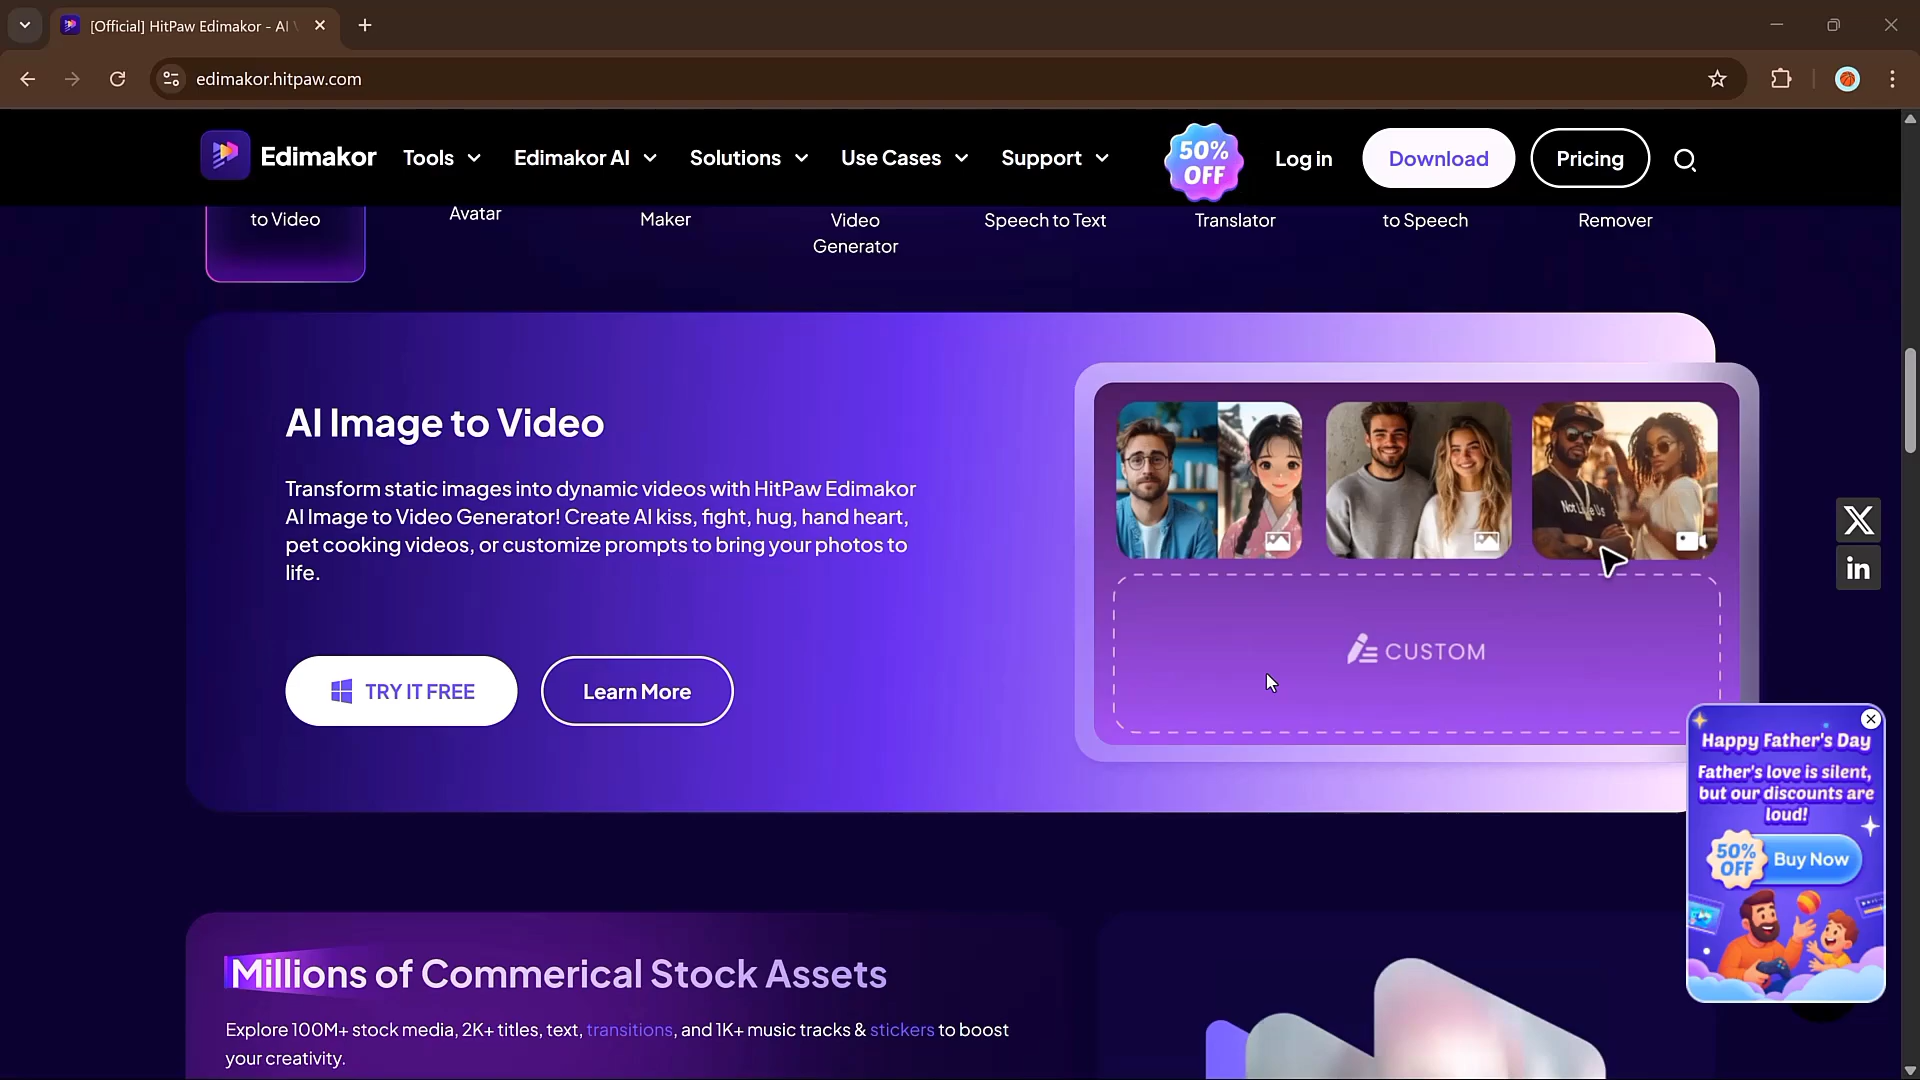 [Official] HitPaw Edimakor - AI
edimakor.hitpaw.com
Edimakor
Tools
Edimakor AI
Solutions
Use Cases
Support
50%
OFF
Log in
Download
Pricing
to Video
Avatar
Maker
Video
Generator
Speech to Text
Translator
to Speech
Remover
AI Image to Video
Transform static images into dynamic videos with HitPaw Edimakor
AI Image to Video Generator! Create AI kiss, fight, hug, hand heart,
pet cooking videos, or customize prompts to bring your photos to
life.
TRY IT FREE
Learn More
CUSTOM
X
in
Happy Father's Day
Father's love is silent,
but our discounts are
loud!
50%
OFF
Buy Now
Millions of Commerical Stock Assets
Explore 100M+ stock media, 2K+ titles, text, transitions, and 1K+ music tracks & stickers to boost
your creativity.